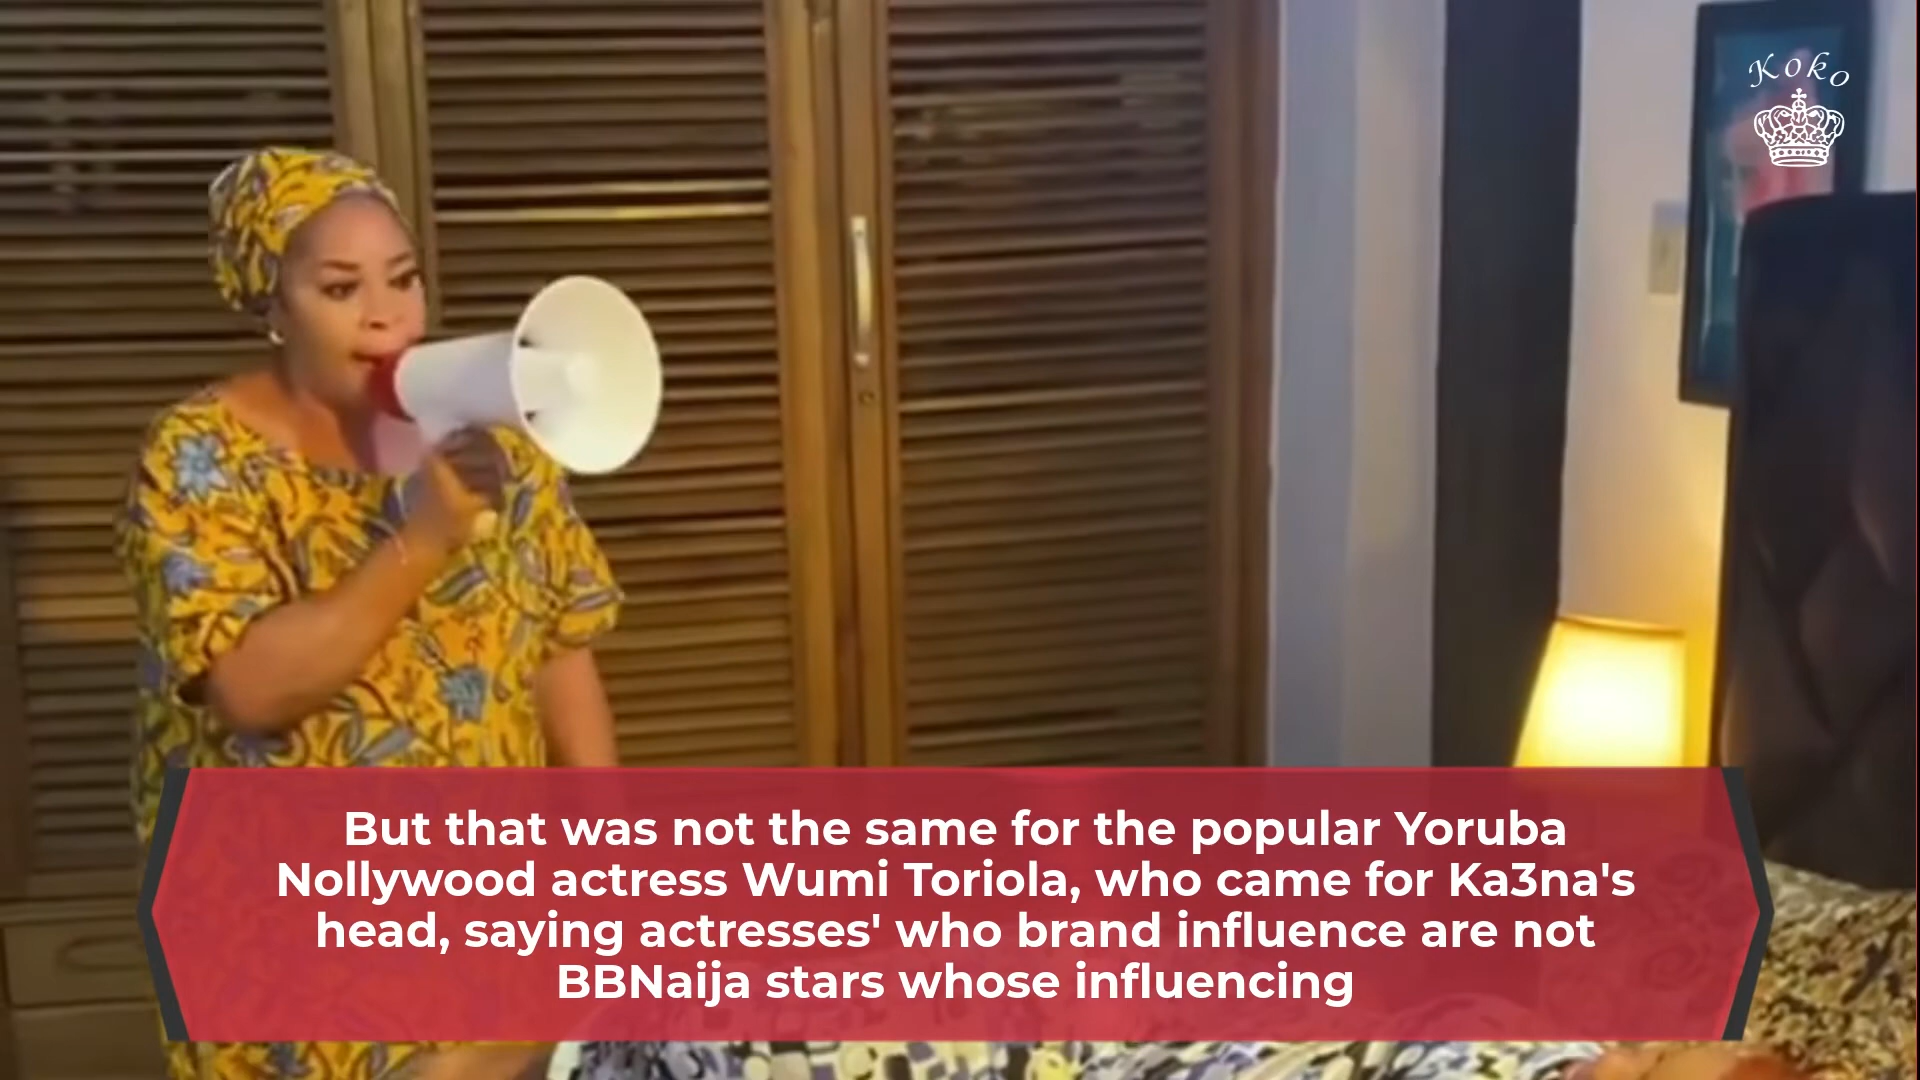 Koko
But that was not the same for the popular Yoruba
Nollywood actress Wumi Toriola, who came for Ka3na's
head, saying actresses' who brand influence are not
BBNaija stars whose influencing